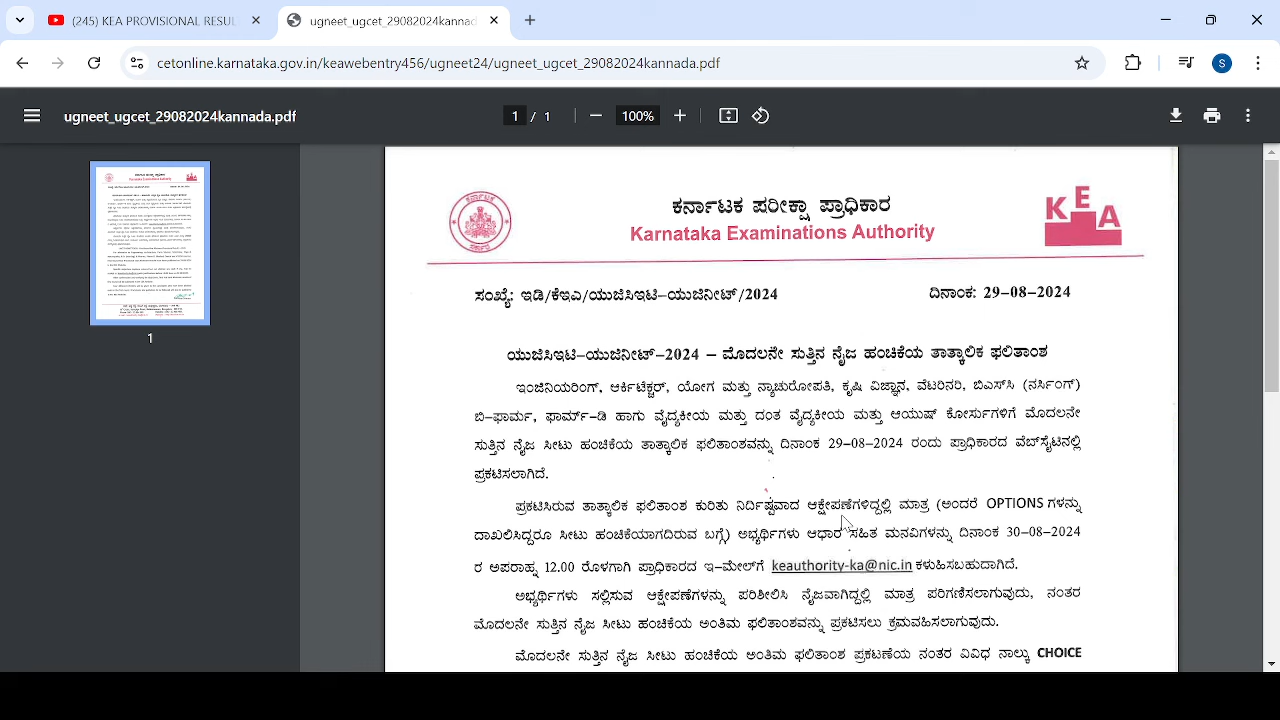 (245) KEA PROVISIONAL RESUL
ugneet_ugcet_29082024kannad
cetonline.karnataka.gov.in/keawebentry456/ugneet24/ugneet_ugcet_29082024kannada.pdf
S
ugneet_ugcet_29082024kannada.pdf
1 / 1
100%
1
ಕರ್ನಾಟಕ ಪರೀಕ್ಷಾ ಪ್ರಾಧಿಕಾರ
Karnataka Examinations Authority
KEA
ಸಂಖ್ಯೆ: ಇಡಿ/ಕೆಇಎ/ಯುಜಿಸಿಇಟಿ–ಯುಜಿನೀಟ್/2024
ದಿನಾಂಕ: 29–08–2024
ಯುಜಿಸಿಇಟಿ–ಯುಜಿನೀಟ್–2024 – ಮೊದಲನೇ ಸುತ್ತಿನ ನೈಜ ಹಂಚಿಕೆಯ ತಾತ್ಕಾಲಿಕ ಫಲಿತಾಂಶ
ಇಂಜಿನಿಯರಿಂಗ್, ಆರ್ಕಿಟೆಕ್ಚರ್, ಯೋಗ ಮತ್ತು ನ್ಯಾಚುರೋಪತಿ, ಕೃಷಿ ವಿಜ್ಞಾನ, ವೆಟರಿನರಿ, ಬಿಎಸ್‌ಸಿ (ನರ್ಸಿಂಗ್)
ಬಿ–ಫಾರ್ಮ, ಫಾರ್ಮ್–ಡಿ ಹಾಗು ವೈದ್ಯಕೀಯ ಮತ್ತು ದಂತ ವೈದ್ಯಕೀಯ ಮತ್ತು ಆಯುಷ್ ಕೋರ್ಸುಗಳಿಗೆ ಮೊದಲನೇ
ಸುತ್ತಿನ ನೈಜ ಸೀಟು ಹಂಚಿಕೆಯ ತಾತ್ಕಾಲಿಕ ಫಲಿತಾಂಶವನ್ನು ದಿನಾಂಕ 29–08–2024 ರಂದು ಪ್ರಾಧಿಕಾರದ ವೆಬ್‌ಸೈಟಿನಲ್ಲಿ
ಪ್ರಕಟಿಸಲಾಗಿದೆ.
ಪ್ರಕಟಿಸಿರುವ ತಾತ್ಕಾಲಿಕ ಫಲಿತಾಂಶ ಕುರಿತು ನಿರ್ದಿಷ್ಟವಾದ ಆಕ್ಷೇಪಣೆಗಳಿದ್ದಲ್ಲಿ ಮಾತ್ರ (ಅಂದರೆ OPTIONS ಗಳನ್ನು
ದಾಖಲಿಸಿದ್ದರೂ ಸೀಟು ಹಂಚಿಕೆಯಾಗದಿರುವ ಬಗ್ಗೆ) ಅಭ್ಯರ್ಥಿಗಳು ಆಧಾರ ಸಹಿತ ಮನವಿಗಳನ್ನು ದಿನಾಂಕ 30–08–2024
ರ ಅಪರಾಹ್ನ 12.00 ರೊಳಗಾಗಿ ಪ್ರಾಧಿಕಾರದ ಇ–ಮೇಲ್‌ಗೆ keauthority-ka@nic.in ಕಳುಹಿಸಬಹುದಾಗಿದೆ.
ಅಭ್ಯರ್ಥಿಗಳು ಸಲ್ಲಿಸುವ ಆಕ್ಷೇಪಣೆಗಳನ್ನು ಪರಿಶೀಲಿಸಿ ನೈಜವಾಗಿದ್ದಲ್ಲಿ ಮಾತ್ರ ಪರಿಗಣಿಸಲಾಗುವುದು, ನಂತರ
ಮೊದಲನೇ ಸುತ್ತಿನ ನೈಜ ಸೀಟು ಹಂಚಿಕೆಯ ಅಂತಿಮ ಫಲಿತಾಂಶವನ್ನು ಪ್ರಕಟಿಸಲು ಕ್ರಮವಹಿಸಲಾಗುವುದು.
ಮೊದಲನೇ ಸುತ್ತಿನ ನೈಜ ಸೀಟು ಹಂಚಿಕೆಯ ಅಂತಿಮ ಫಲಿತಾಂಶ ಪ್ರಕಟಣೆಯ ನಂತರ ವಿವಿಧ ನಾಲ್ಕು CHOICE